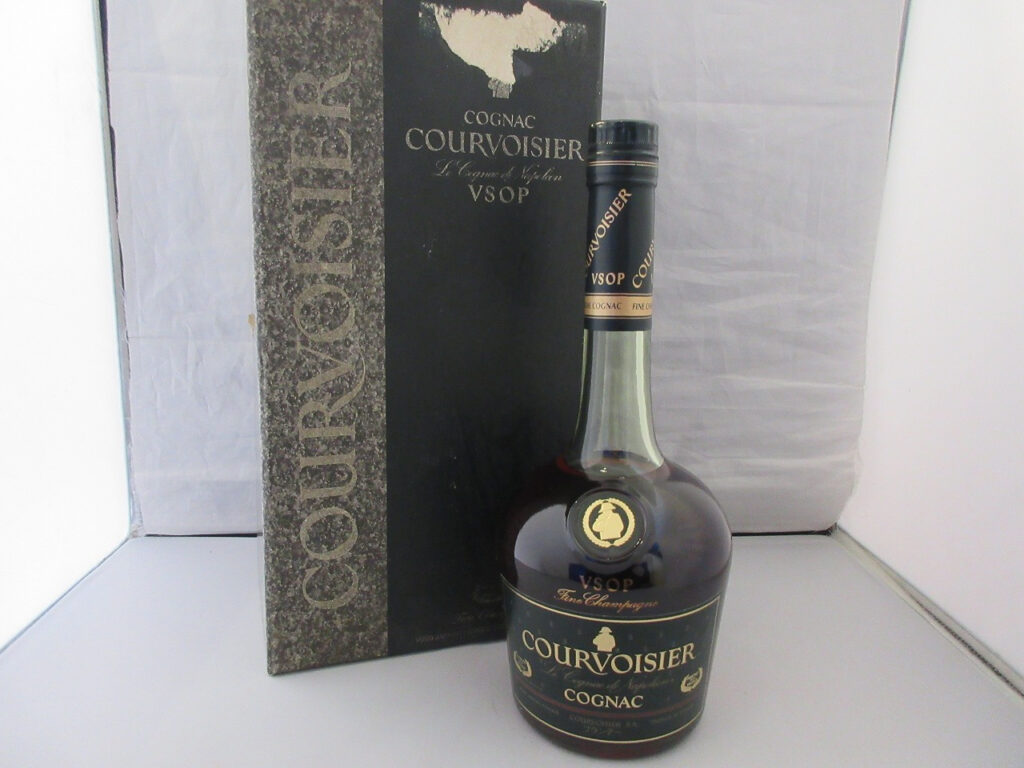 COURVOISIER
COGNAC
COURVOISIER
Le Cognac de Napoléon
VSOP
COURVOISIER
VSOP
COGNAC FINE
VSOP
Fine Champagne
COURVOISIER
Le Cognac de Napoléon
COGNAC
COURVOISIER S.A.